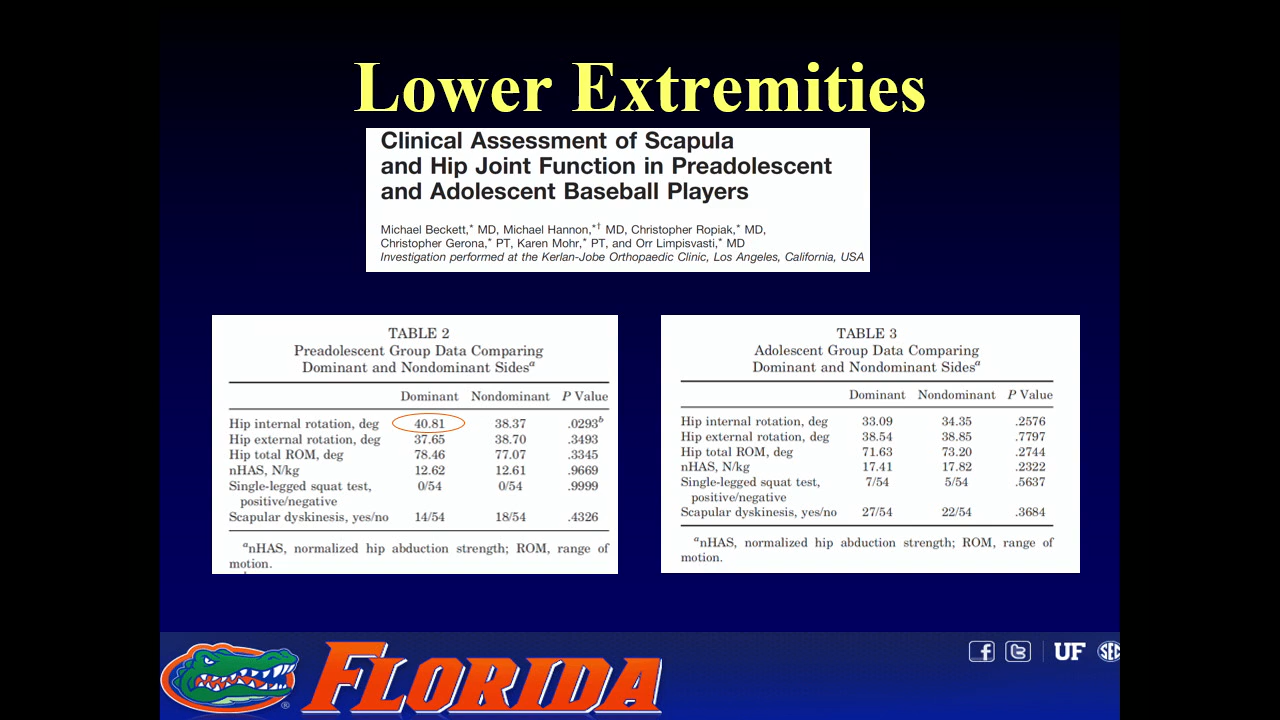 Lower Extremities
Clinical Assessment of Scapula
and Hip Joint Function in Preadolescent
and Adolescent Baseball Players
Michael Beckett,* MD, Michael Hannon,*† MD, Christopher Ropiak,* MD,
Christopher Gerona,* PT, Karen Mohr,* PT, and Orr Limpisvasti,* MD
Investigation performed at the Kerlan-Jobe Orthopaedic Clinic, Los Angeles, California, USA
TABLE 2
Preadolescent Group Data Comparing
Dominant and Nondominant Sidesᵃ
Dominant Nondominant P Value
Hip internal rotation, deg 40.81 38.37 .0293ᵇ
Hip external rotation, deg 37.65 38.70 .3493
Hip total ROM, deg 78.46 77.07 .3345
nHAS, N/kg 12.62 12.61 .9669
Single-legged squat test, 0/54 0/54 .9999
positive/negative
Scapular dyskinesis, yes/no 14/54 18/54 .4326
ᵃnHAS, normalized hip abduction strength; ROM, range of
motion.
TABLE 3
Adolescent Group Data Comparing
Dominant and Nondominant Sidesᵃ
Dominant Nondominant P Value
Hip internal rotation, deg 33.09 34.35 .2576
Hip external rotation, deg 38.54 38.85 .7797
Hip total ROM, deg 71.63 73.20 .2744
nHAS, N/kg 17.41 17.82 .2322
Single-legged squat test, 7/54 5/54 .5637
positive/negative
Scapular dyskinesis, yes/no 27/54 22/54 .3684
ᵃnHAS, normalized hip abduction strength; ROM, range of
motion.
FLORIDA ®
f t UF SEC